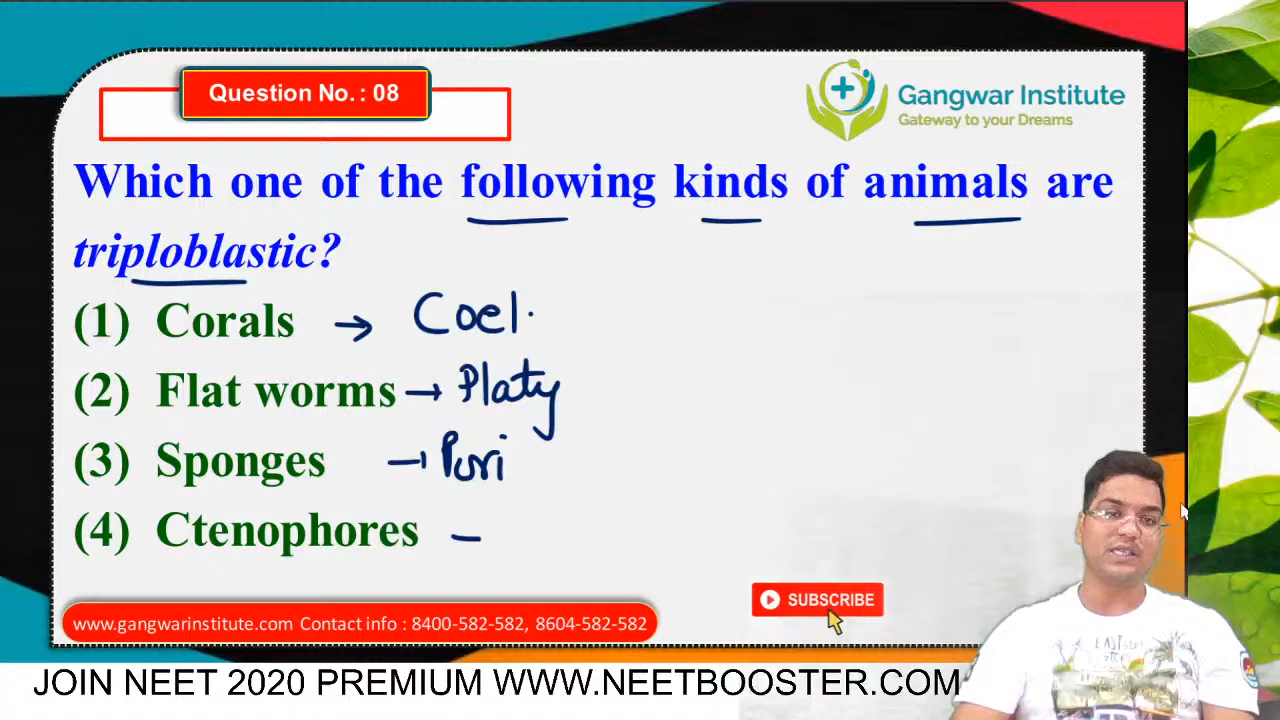 Question No. : 08
Gangwar Institute
Gateway to your Dreams
Which one of the following kinds of animals are
triploblastic?
(1) Corals → Coel.
(2) Flat worms → Platy
(3) Sponges → Pori
(4) Ctenophores –
SUBSCRIBE
www.gangwarinstitute.com Contact info : 8400-582-582, 8604-582-582
JOIN NEET 2020 PREMIUM WWW.NEETBOOSTER.COM